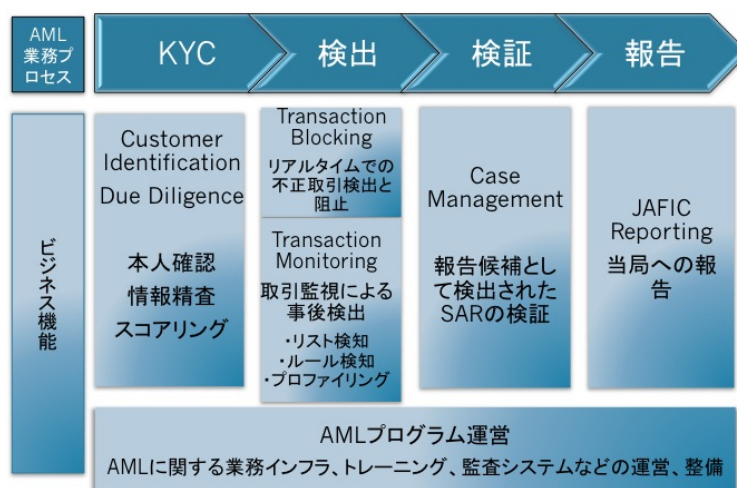 AML
業務プ
ロセス
KYC
検出
検証
報告
ビジネス機能
Customer
Identification
Due Diligence
本人確認
情報精査
スコアリング
Transaction
Blocking
リアルタイムでの
不正取引検出と
阻止
Transaction
Monitoring
取引監視による
事後検出
・リスト検知
・ルール検知
・プロファイリング
Case
Management
報告候補とし
て検出された
SARの検証
JAFIC
Reporting
当局への報
告
AMLプログラム運営
AMLに関する業務インフラ、トレーニング、監査システムなどの運営、整備